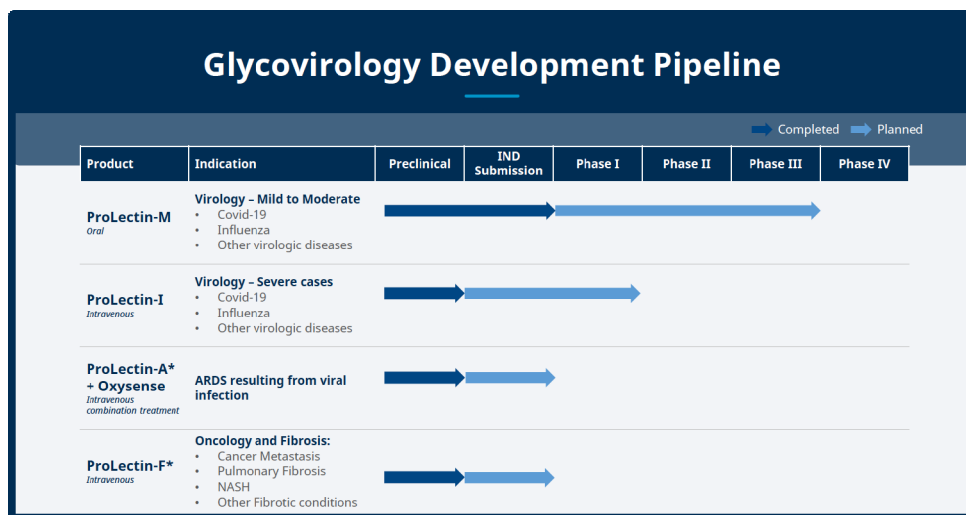 Glycovirology Development Pipeline
Completed Planned
Product Indication Preclinical IND Submission Phase I Phase II Phase III Phase IV
ProLectin-M
Oral
Virology – Mild to Moderate
• Covid-19
• Influenza
• Other virologic diseases
ProLectin-I
Intravenous
Virology – Severe cases
• Covid-19
• Influenza
• Other virologic diseases
ProLectin-A*
+ Oxysense
Intravenous
combination treatment
ARDS resulting from viral
infection
ProLectin-F*
Intravenous
Oncology and Fibrosis:
• Cancer Metastasis
• Pulmonary Fibrosis
• NASH
• Other Fibrotic conditions